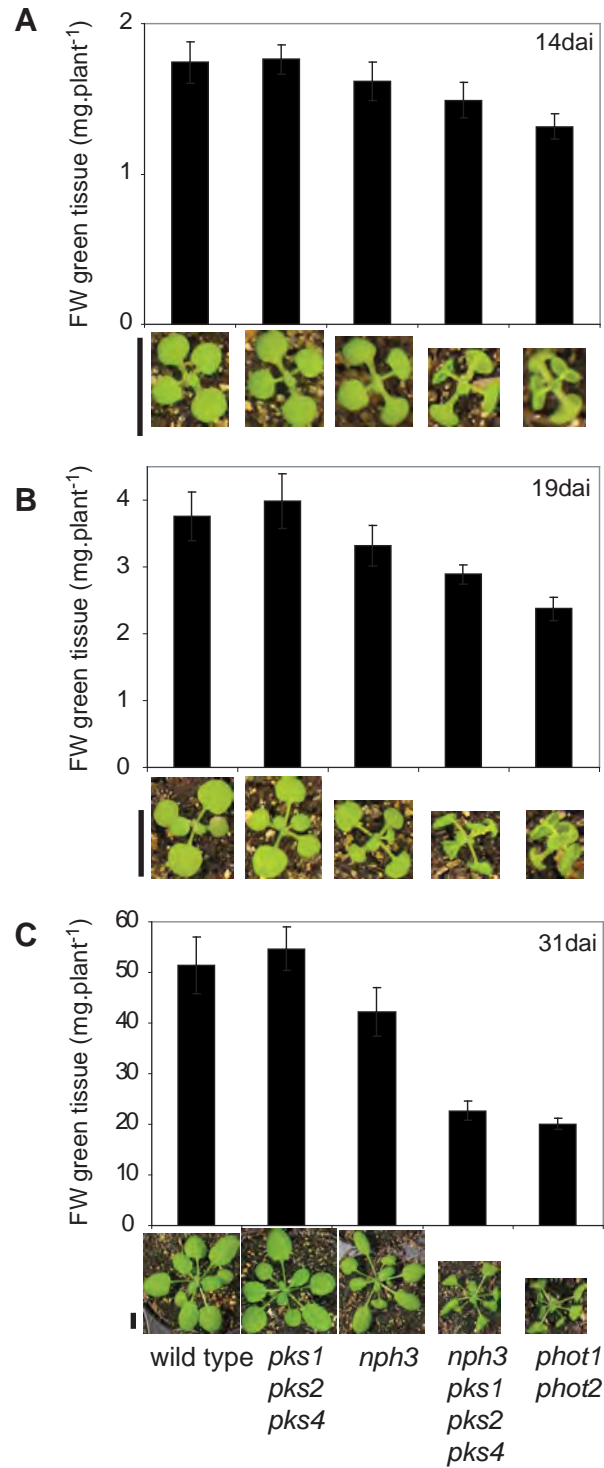 A
14dai
FW green tissue (mg.plant-1)
2
1
0
B
19dai
FW green tissue (mg.plant-1)
4
3
2
1
0
C
31dai
FW green tissue (mg.plant-1)
60
50
40
30
20
10
0
wild type
pks1
pks2
pks4
nph3
nph3
pks1
pks2
pks4
phot1
phot2